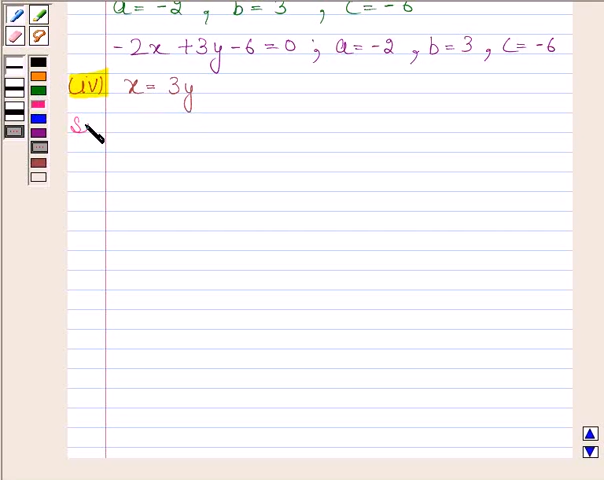 a = -2 , b = 3 , c = -6
-2x + 3y - 6 = 0 ; a = -2 , b = 3 , c = -6
(iv) x = 3y
S